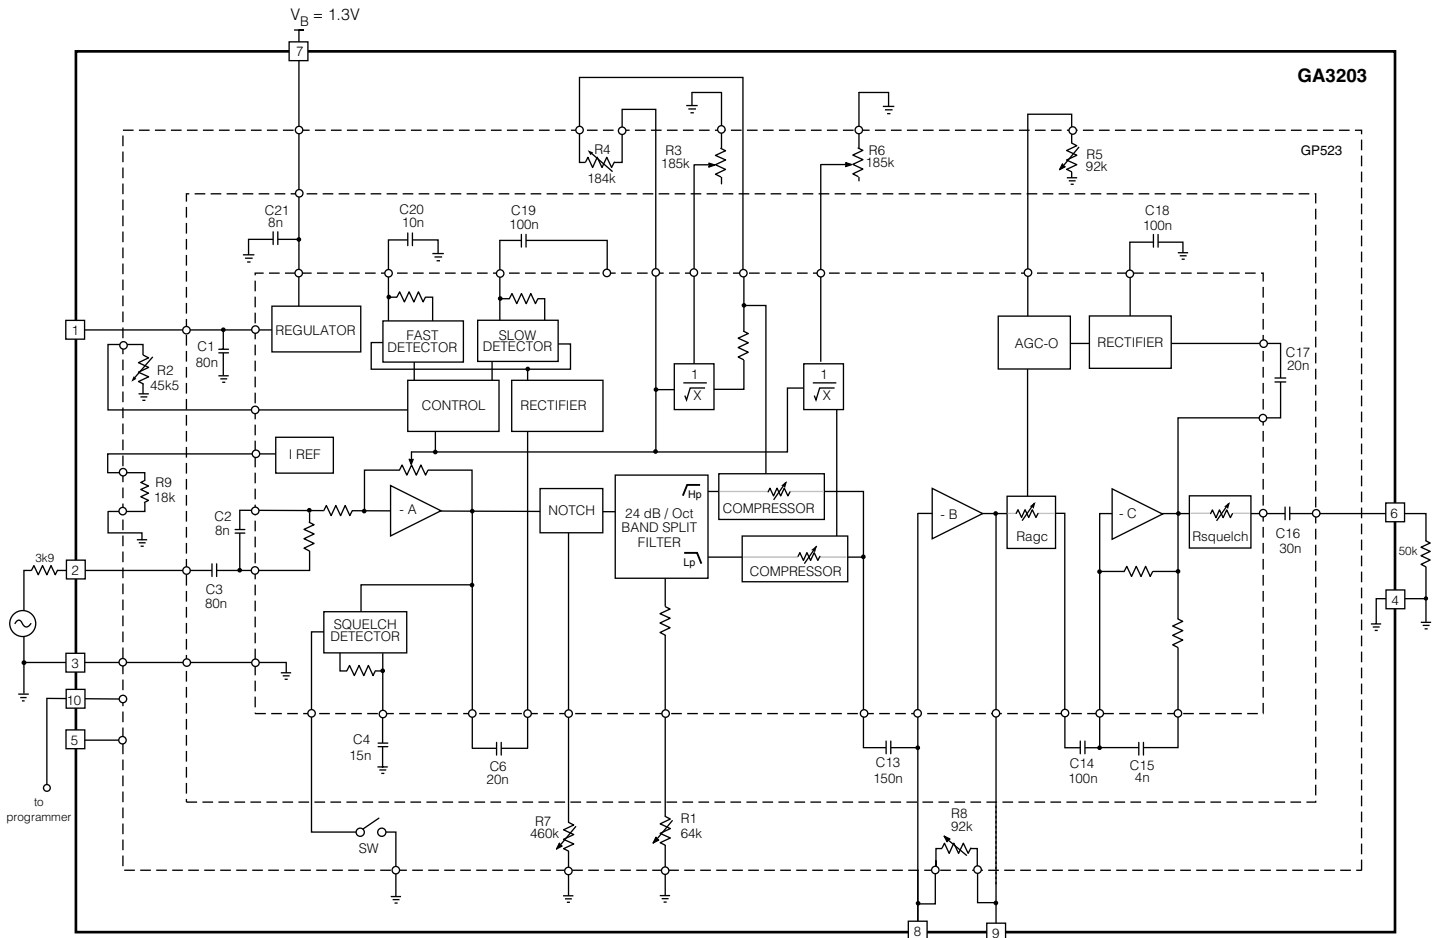 V_B = 1.3V
7
GA3203
GP523
R4
184k
R3
185k
R6
185k
R5
92k
C21
8n
C20
10n
C19
100n
C18
100n
1
C1
80n
REGULATOR
FAST
DETECTOR
SLOW
DETECTOR
AGC-O
RECTIFIER
C17
20n
R2
45k5
1
√X
1
√X
CONTROL
RECTIFIER
I REF
R9
18k
C2
8n
- A
NOTCH
24 dB / Oct
BAND SPLIT
FILTER
Hp
Lp
COMPRESSOR
COMPRESSOR
- B
Ragc
- C
Rsquelch
C16
30n
6
50k
3k9
2
C3
80n
4
SQUELCH
DETECTOR
3
10
5
C4
15n
C6
20n
C13
150n
C14
100n
C15
4n
to
programmer
SW
R7
460k
R1
64k
R8
92k
8
9